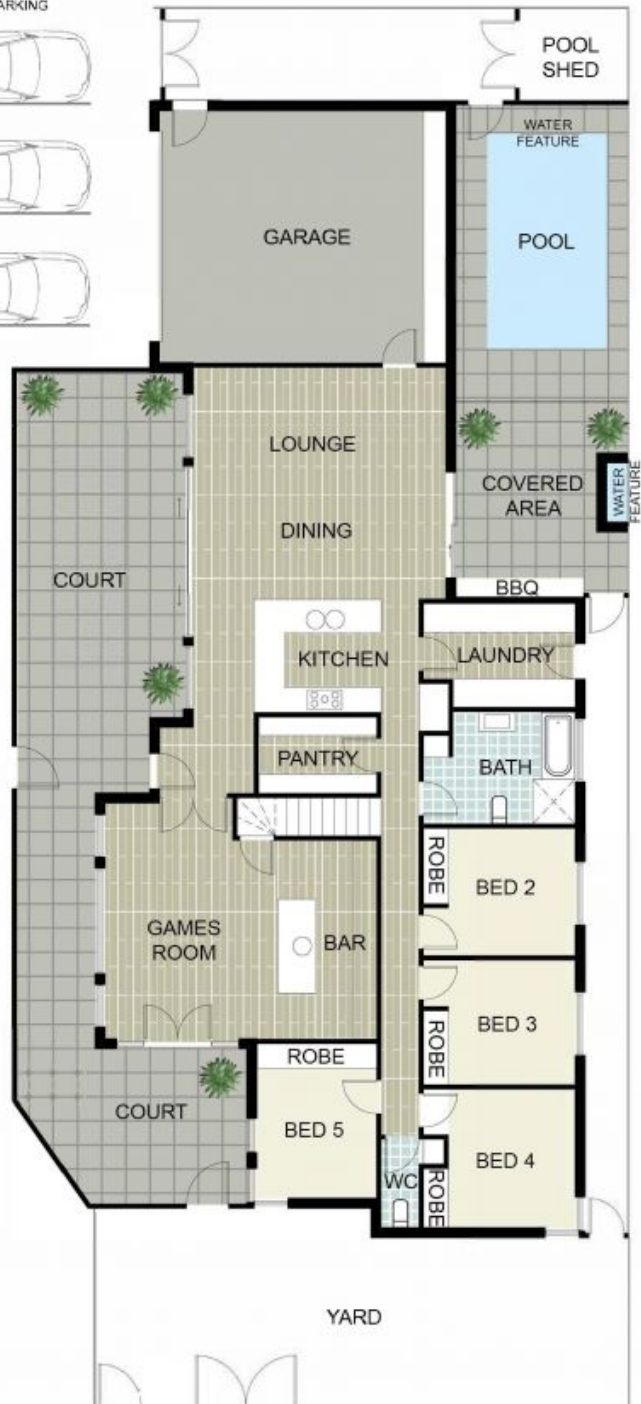 POOL
SHED
WATER
FEATURE
GARAGE
POOL
LOUNGE
COVERED
AREA
WATER
FEATURE
DINING
COURT
BBQ
KITCHEN
LAUNDRY
PANTRY
BATH
ROBE
BED 2
GAMES
ROOM
BAR
BED 3
ROBE
ROBE
COURT
BED 5
BED 4
WC
ROBE
YARD